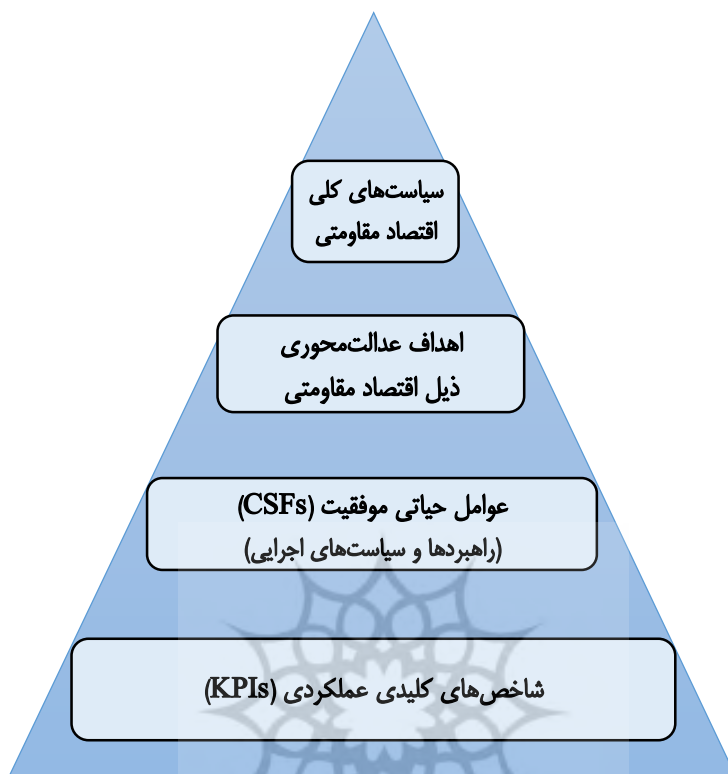 سیاست‌های کلی
اقتصاد مقاومتی
اهداف عدالت‌محوری
ذیل اقتصاد مقاومتی
عوامل حیاتی موفقیت (CSFs)
(راهبردها و سیاست‌های اجرایی)
شاخص‌های کلیدی عملکردی (KPIs)